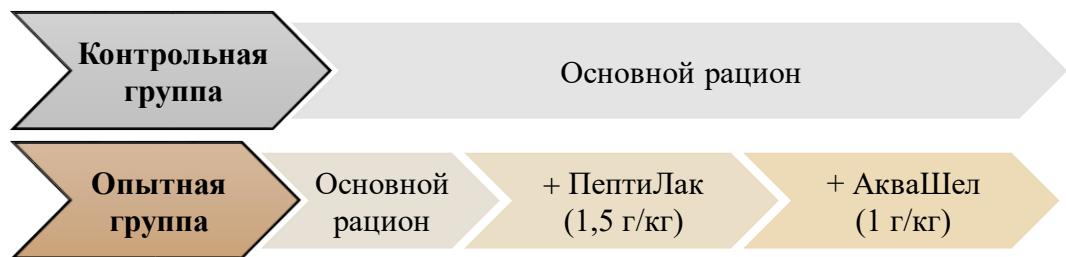 Контрольная
группа
Основной рацион
Опытная
группа
Основной
рацион
+ ПептиЛак
(1,5 г/кг)
+ АкваШел
(1 г/кг)